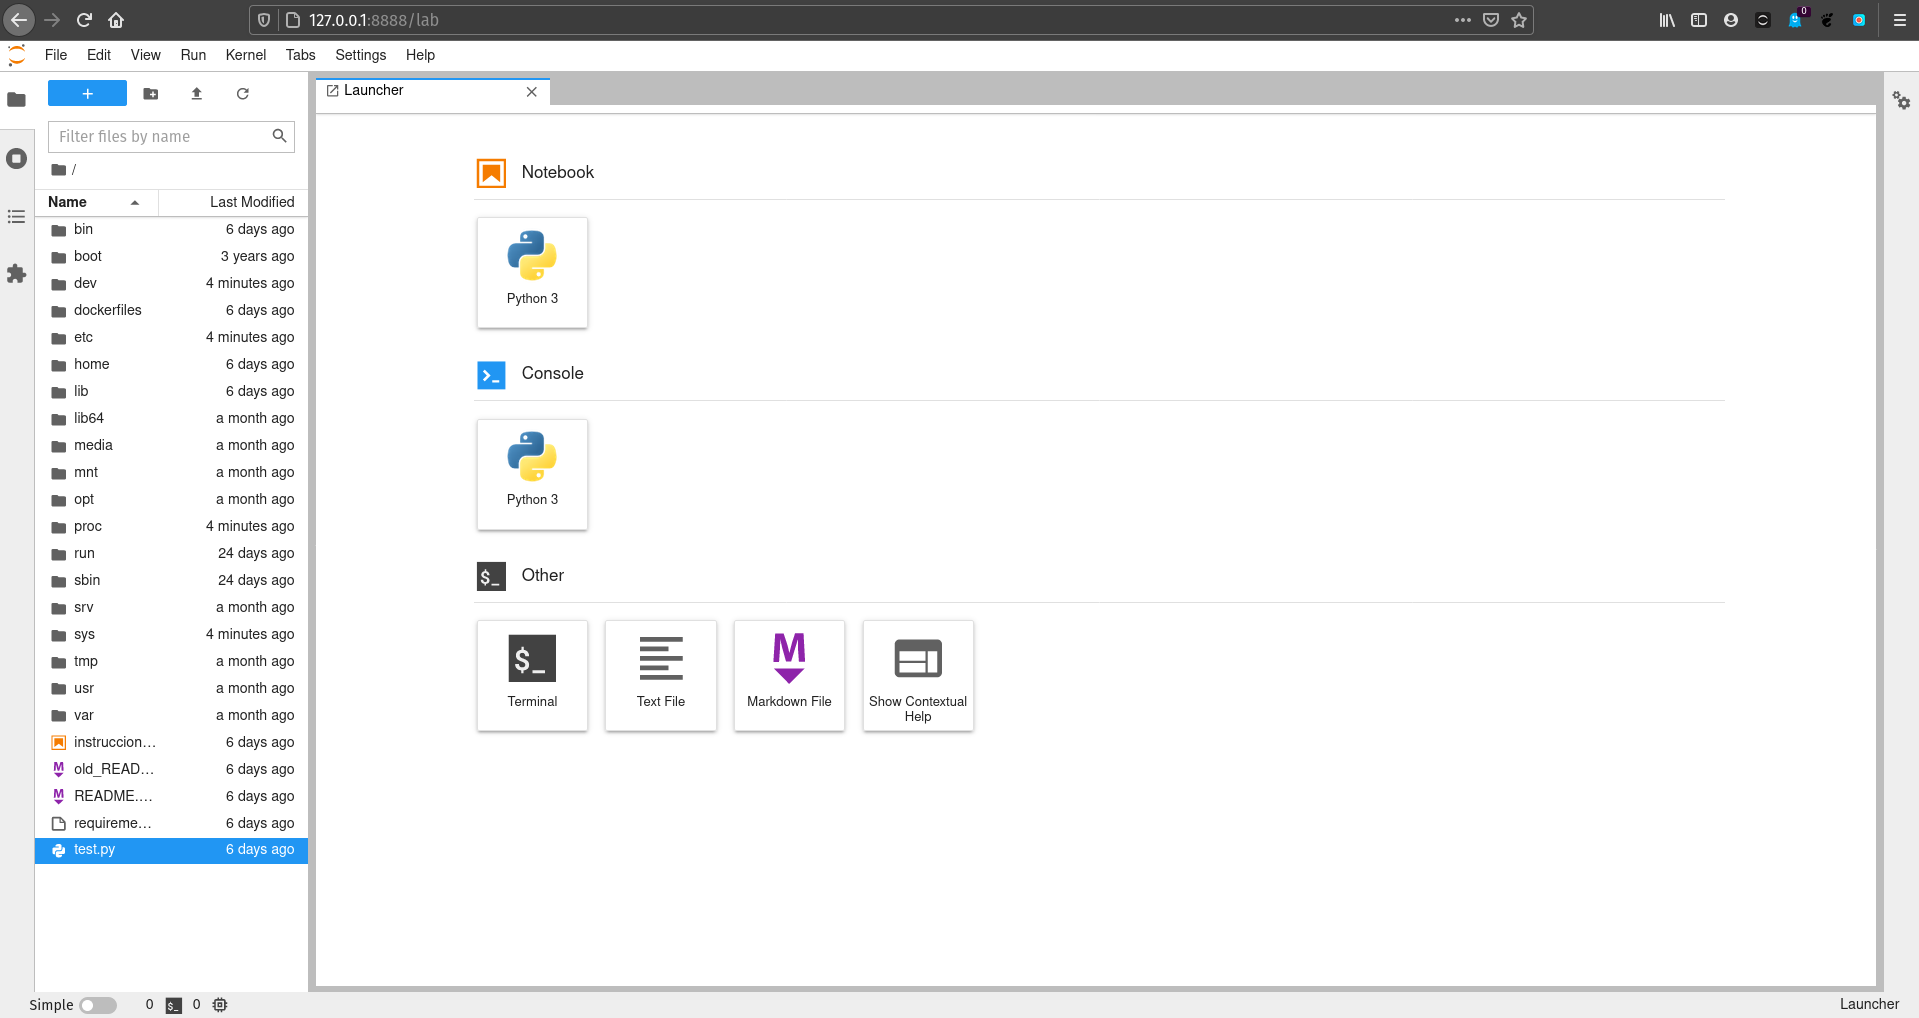 127.0.0.1:8888/lab
0
File Edit View Run Kernel Tabs Settings Help
+
Launcher
Filter files by name
/
Name Last Modified
bin 6 days ago
boot 3 years ago
dev 4 minutes ago
dockerfiles 6 days ago
etc 4 minutes ago
home 6 days ago
lib 6 days ago
lib64 a month ago
media a month ago
mnt a month ago
opt a month ago
proc 4 minutes ago
run 24 days ago
sbin 24 days ago
srv a month ago
sys 4 minutes ago
tmp a month ago
usr a month ago
var a month ago
instruccion… 6 days ago
old_READ… 6 days ago
README.… 6 days ago
requireme… 6 days ago
test.py 6 days ago
Notebook
Python 3
Console
Python 3
$_ Other
$_
M
Terminal
Text File
Markdown File
Show Contextual
Help
Simple 0 $_ 0
Launcher